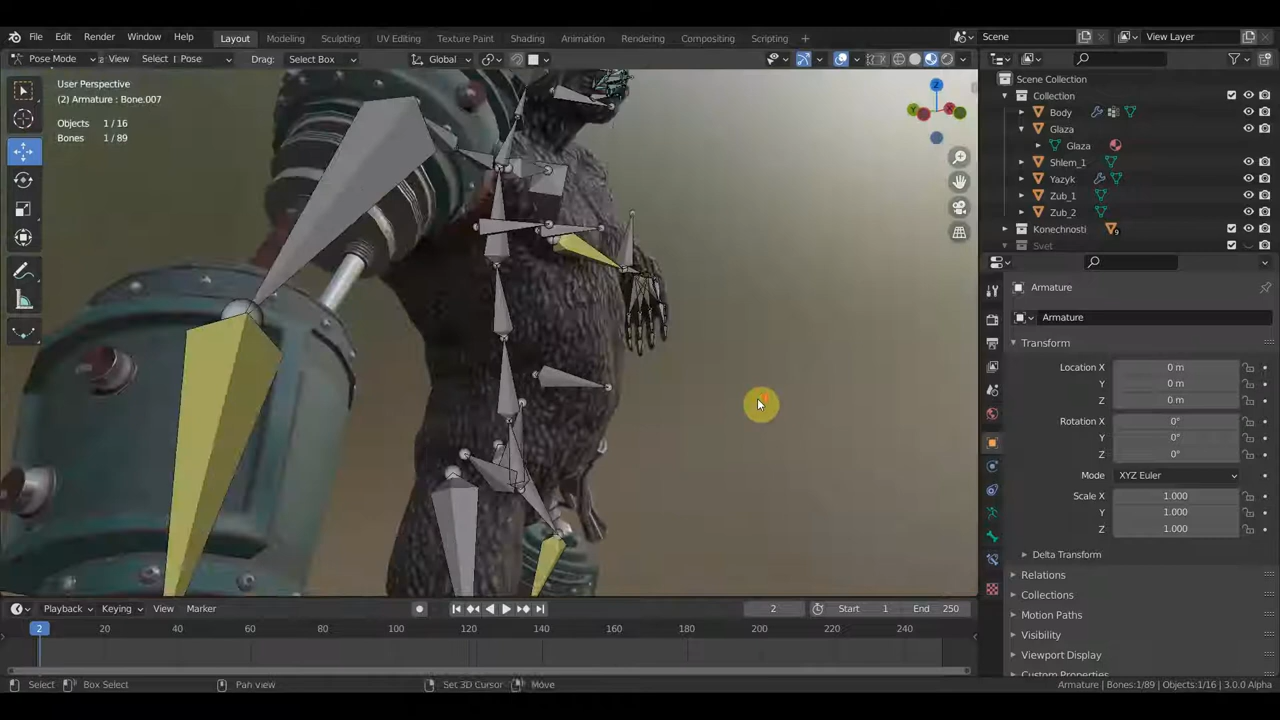 File Edit Render Window Help Layout Modeling Sculpting UV Editing Texture Paint Shading Animation Rendering Compositing Scripting + Scene View Layer
Pose Mode View Select Pose Drag: Select Box Global
User Perspective
(2) Armature : Bone.007
Objects 1 / 16
Bones 1 / 89
Z
Y
X
Scene Collection
Collection
Body
Glaza
Glaza
Shlem_1
Yazyk
Zub_1
Zub_2
Konechnosti 9
Svet
Armature
Armature
Transform
Location X 0 m
Y 0 m
Z 0 m
Rotation X 0°
Y 0°
Z 0°
Mode XYZ Euler
Scale X 1.000
Y 1.000
Z 1.000
Delta Transform
Relations
Collections
Motion Paths
Visibility
Viewport Display
Custom Properties
Playback Keying View Marker 2 Start 1 End 250
2 20 40 60 80 100 120 140 160 180 200 220 240
Select Box Select Pan view Set 3D Cursor Move Armature | Bones:1/89 | Objects:1/16 | 3.0.0 Alpha